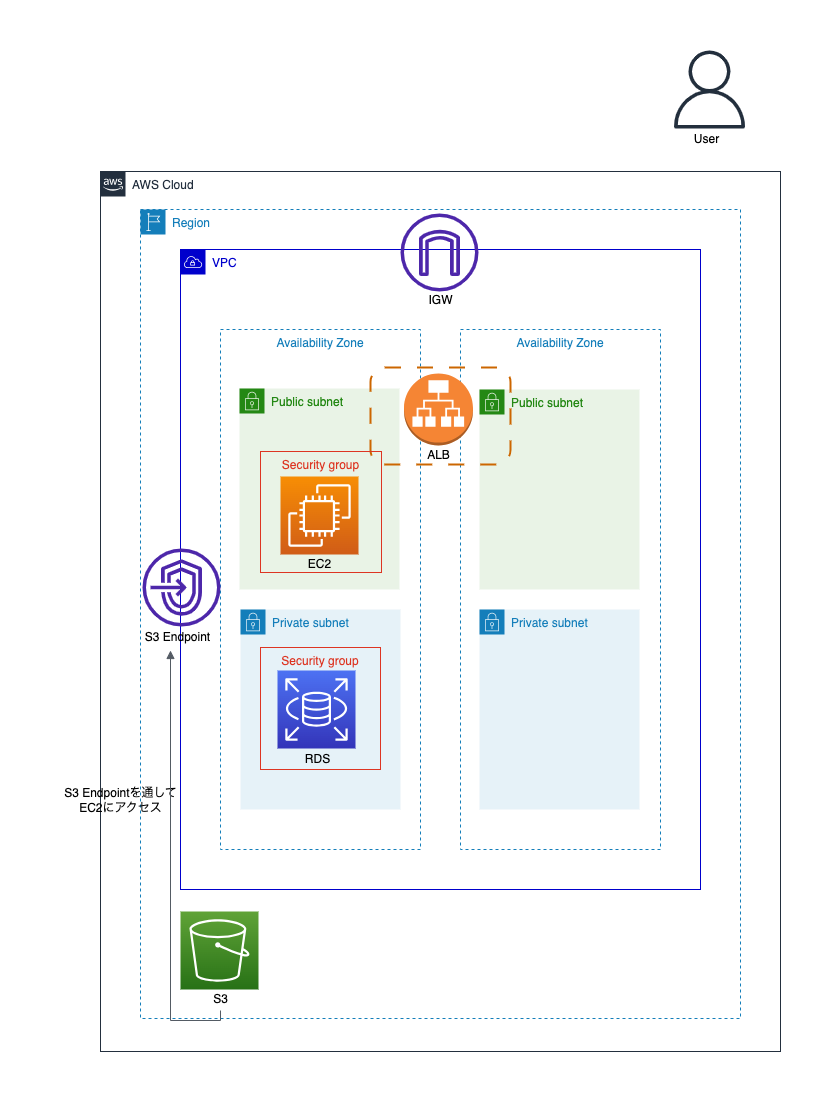 User
aws
AWS Cloud
Region
VPC
IGW
Availability Zone
Availability Zone
Public subnet
Public subnet
ALB
Security group
EC2
S3 Endpoint
Private subnet
Private subnet
Security group
RDS
S3 Endpointを通して
EC2にアクセス
S3